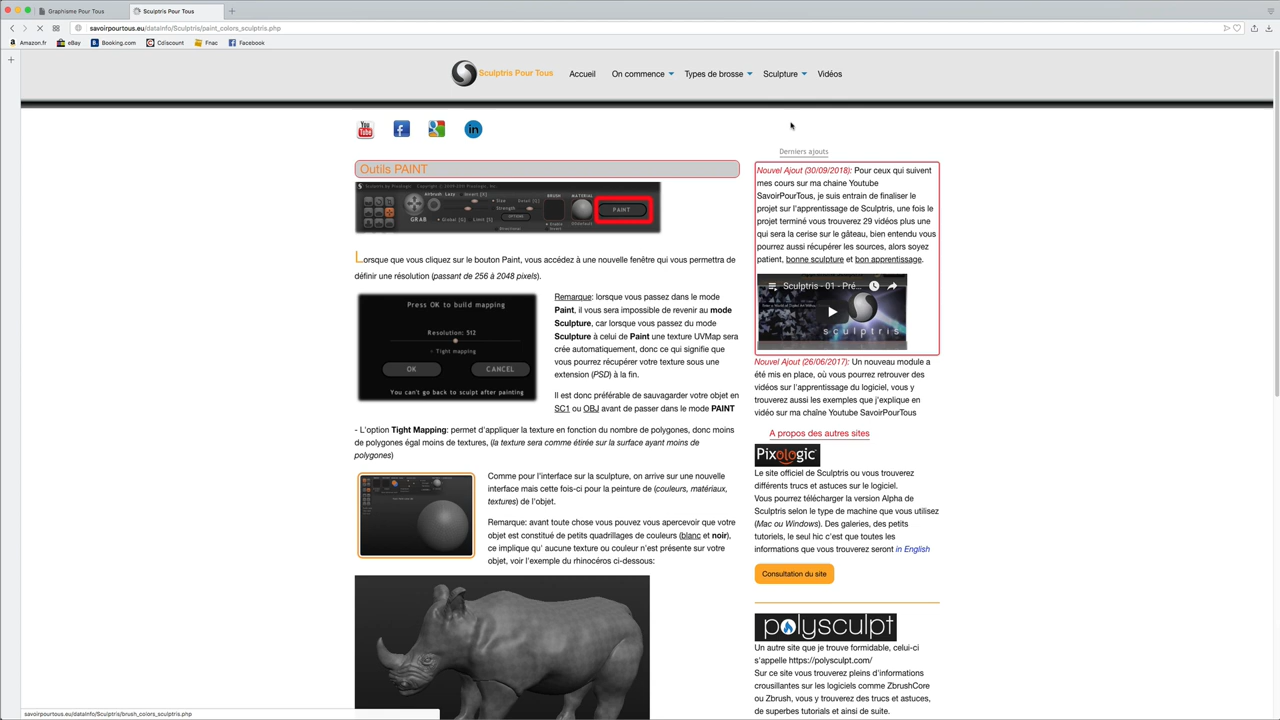 Graphisme Pour Tous
Sculptris Pour Tous
savoirpourtous.eu/datainfo/Sculptris/paint_colors_sculptris.php
Amazon.fr
eBay
Booking.com
Cdiscount
Fnac
Facebook
Sculptris Pour Tous
Accueil
On commence
Types de brosse
Sculpture
Vidéos
You Tube
Outils PAINT
GRAB
BRUSH
MATERIAL
PAINT
Lorsque que vous cliquez sur le bouton Paint, vous accédez à une nouvelle fenêtre qui vous permettra de
définir une résolution (passant de 256 à 2048 pixels).
Press OK to build mapping
Resolution: 512
Tight mapping
OK
CANCEL
You can't go back to sculpt after painting
Remarque: lorsque vous passez dans le mode
Paint, il vous sera impossible de revenir au mode
Sculpture, car lorsque vous passez du mode
Sculpture à celui de Paint une texture UVMap sera
crée automatiquement, donc ce qui signifie que
vous pourrez récupérer votre texture sous une
extension (PSD) à la fin.
Il est donc préférable de sauvagarder votre objet en
SC1 ou OBJ avant de passer dans le mode PAINT
- L'option Tight Mapping: permet d'appliquer la texture en fonction du nombre de polygones, donc moins
de polygones égal moins de textures, (la texture sera comme étirée sur la surface ayant moins de
polygones)
Comme pour l'interface sur la sculpture, on arrive sur une nouvelle
interface mais cette fois-ci pour la peinture de (couleurs, matériaux,
textures) de l'objet.
Remarque: avant toute chose vous pouvez vous apercevoir que votre
objet est constitué de petits quadrillages de couleurs (blanc et noir),
ce implique qu' aucune texture ou couleur n'est présente sur votre
objet, voir l'exemple du rhinocéros ci-dessous:
Derniers ajouts
Nouvel Ajout (30/09/2018): Pour ceux qui suivent
mes cours sur ma chaine Youtube
SavoirPourTous, je suis entrain de finaliser le
projet sur l'apprentissage de Sculptris, une fois le
projet terminé vous trouverez 29 vidéos plus une
qui sera la cerise sur le gâteau, bien entendu vous
pourrez aussi récupérer les sources, alors soyez
patient, bonne sculpture et bon apprentissage.
Sculptris - 01 - Pré...
sculptris
Nouvel Ajout (26/06/2017): Un nouveau module a
été mis en place, où vous pourrez retrouver des
vidéos sur l'apprentissage du logiciel, vous y
trouverez aussi les exemples que j'explique en
vidéo sur ma chaîne Youtube SavoirPourTous
A propos des autres sites
Pixologic
Le site officiel de Sculptris ou vous trouverez
différents trucs et astuces sur le logiciel.
Vous pourrez télécharger la version Alpha de
Sculptris selon le type de machine que vous utilisez
(Mac ou Windows). Des galeries, des petits
tutoriels, le seul hic c'est que toutes les
informations que vous trouverez seront in English
Consultation du site
polysculpt
Un autre site que je trouve formidable, celui-ci
s'appelle https://polysculpt.com/
Sur ce site vous trouverez pleins d'informations
crousillantes sur les logiciels comme ZbrushCore
ou Zbrush, vous y trouverez des trucs et astuces,
de superbes tutorials et ainsi de suite.
savoirpourtous.eu/datainfo/Sculptris/brush_colors_sculptris.php